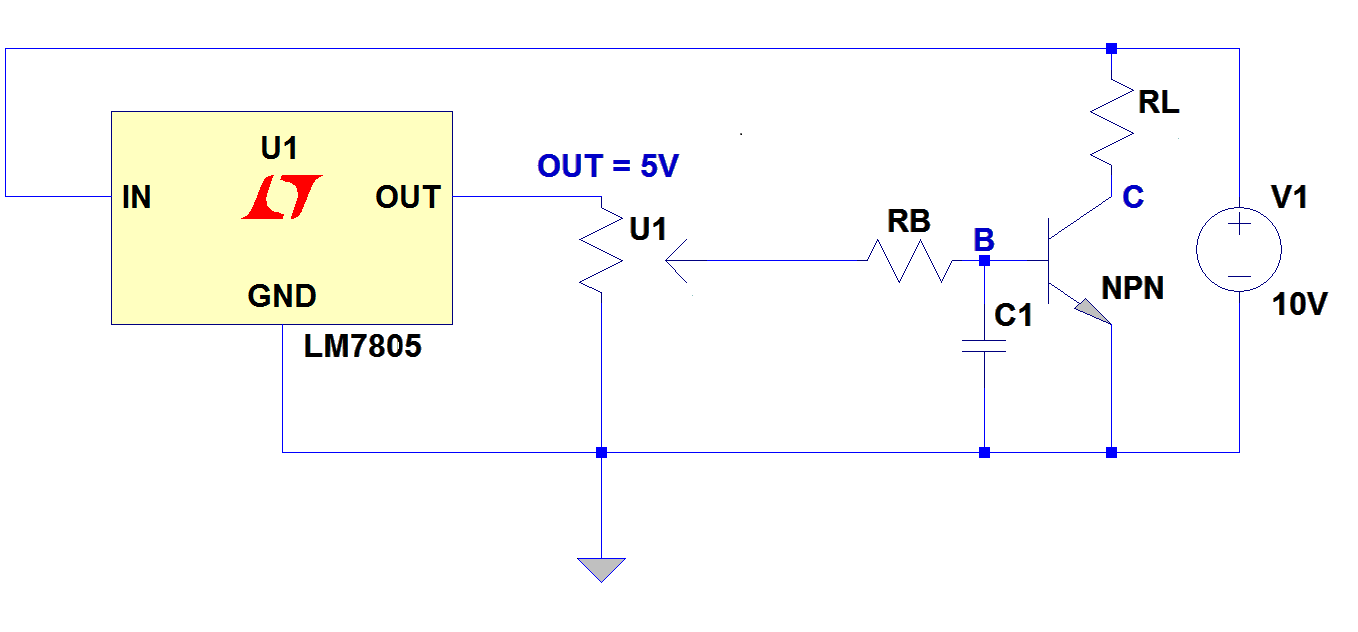 RL
U1
OUT = 5V
IN
OUT
C
V1
U1
RB
B
GND
NPN
10V
C1
LM7805
+